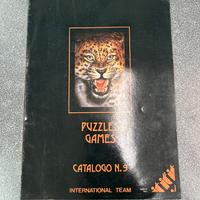 PUZZLES
GAMES
CATALOGO N.9
INTERNATIONAL TEAM